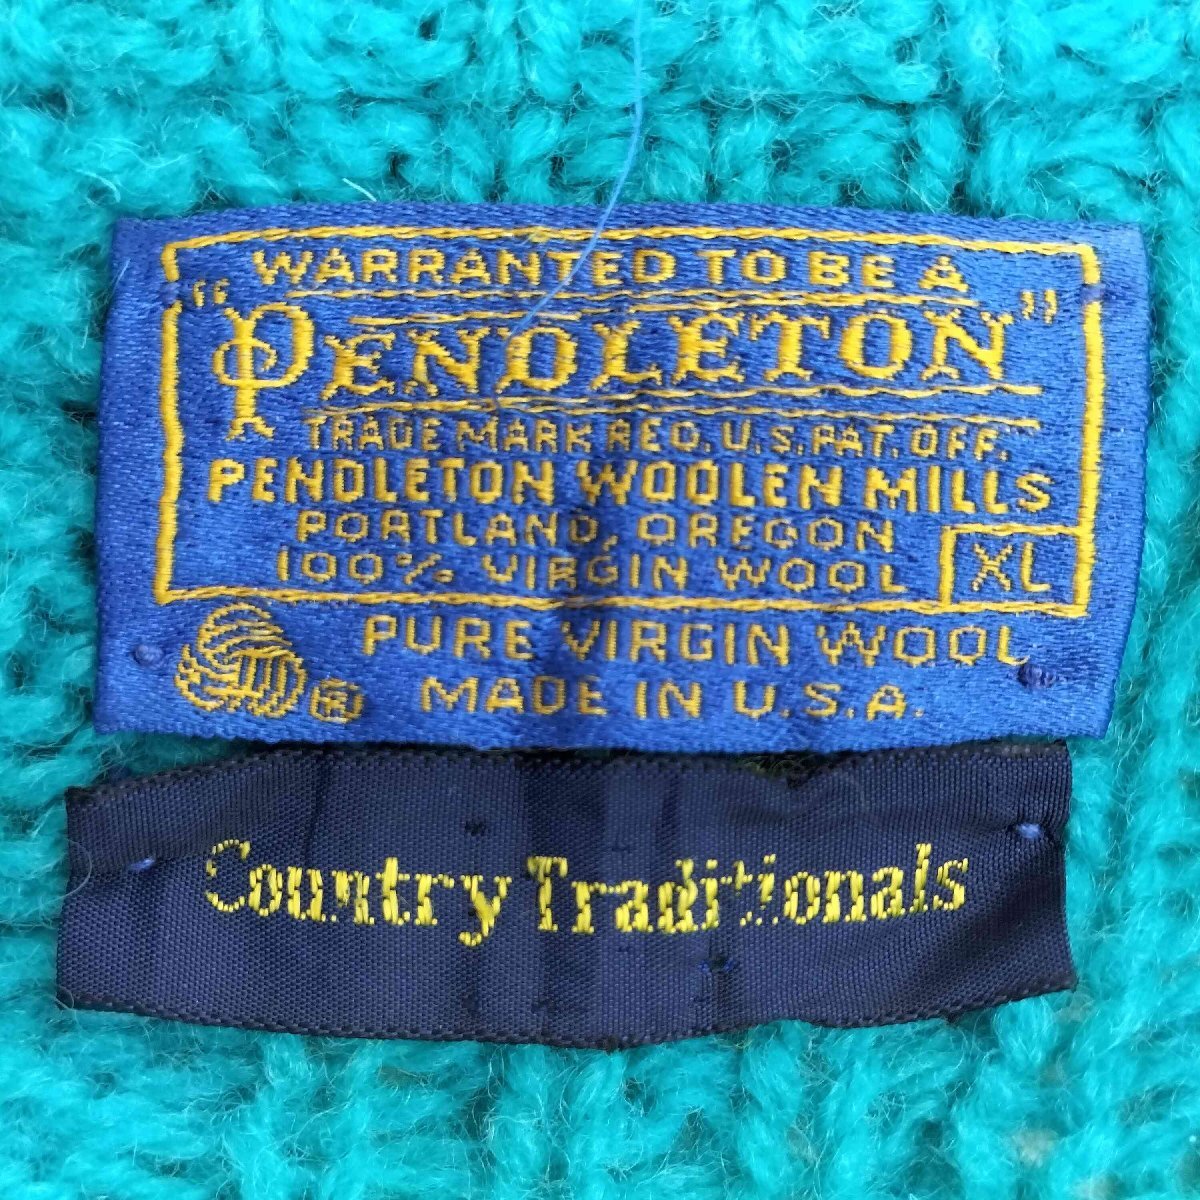 WARRANTED TO BE A
"PENDLETON"
TRADE MARK REG. U.S. PAT. OFF.
PENDLETON WOOLEN MILLS
PORTLAND, OREGON
100% VIRGIN WOOL XL
PURE VIRGIN WOOL
® MADE IN U.S.A.
Country Traditionals